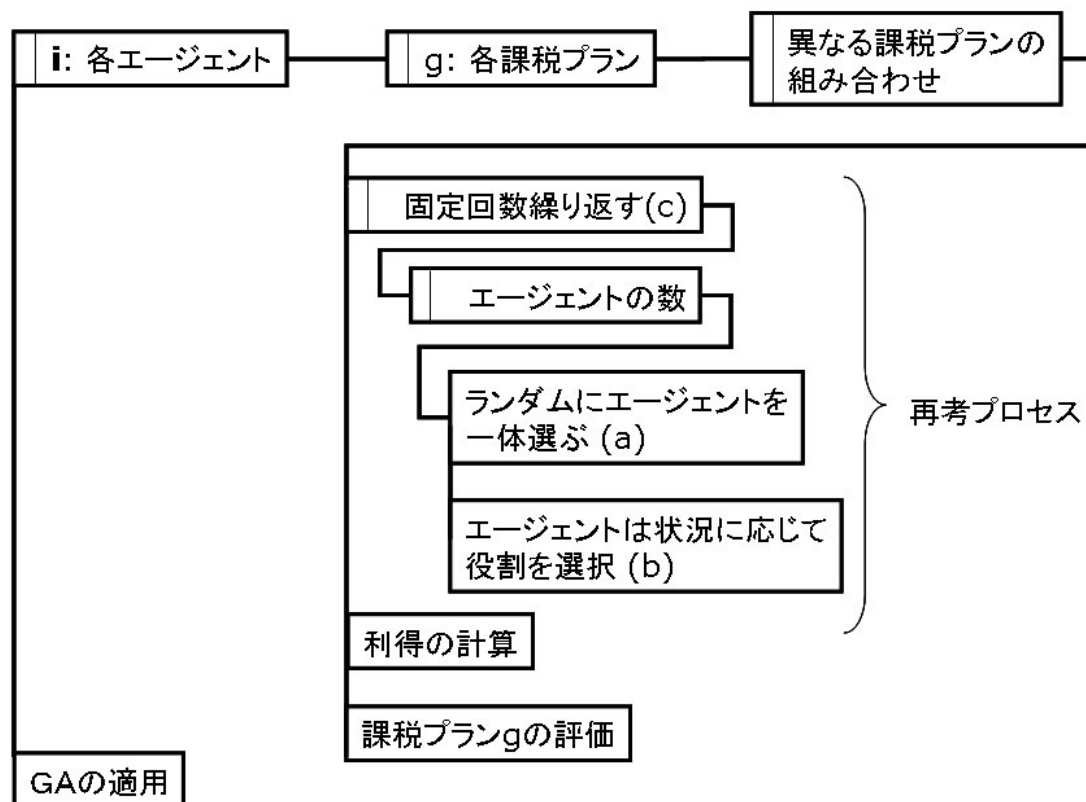 i: 各エージェント
g: 各課税プラン
異なる課税プランの
組み合わせ
固定回数繰り返す(c)
エージェントの数
ランダムにエージェントを
一体選ぶ (a)
エージェントは状況に応じて
役割を選択 (b)
再考プロセス
利得の計算
課税プランgの評価
GAの適用